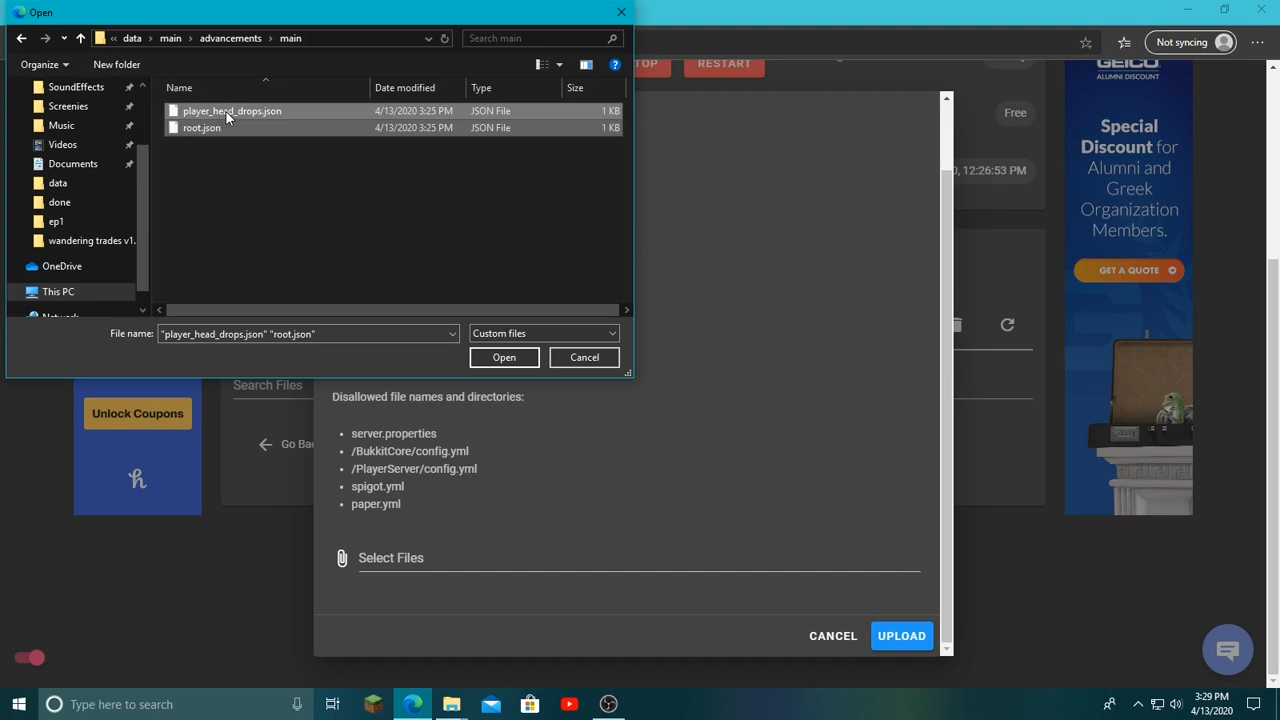 Open
data main advancements main
Search main
Organize
New folder
SoundEffects
Screenies
Music
Videos
Documents
data
done
ep1
wandering trades v1.
OneDrive
This PC
Name Date modified Type Size
player_head_drops.json 4/13/2020 3:25 PM JSON File 1 KB
root.json 4/13/2020 3:25 PM JSON File 1 KB
File name: "player_head_drops.json" "root.json"
Custom files
Open
Cancel
Not syncing
RESTART
Free
0, 12:26:53 PM
Search Files
Go Bac
Unlock Coupons
Disallowed file names and directories:
server.properties
/BukkitCore/config.yml
/PlayerServer/config.yml
spigot.yml
paper.yml
Select Files
CANCEL
UPLOAD
GEICO
ALUMNI DISCOUNT
Special
Discount for
Alumni and
Greek
Organization
Members.
GET A QUOTE
Type here to search
3:29 PM
4/13/2020